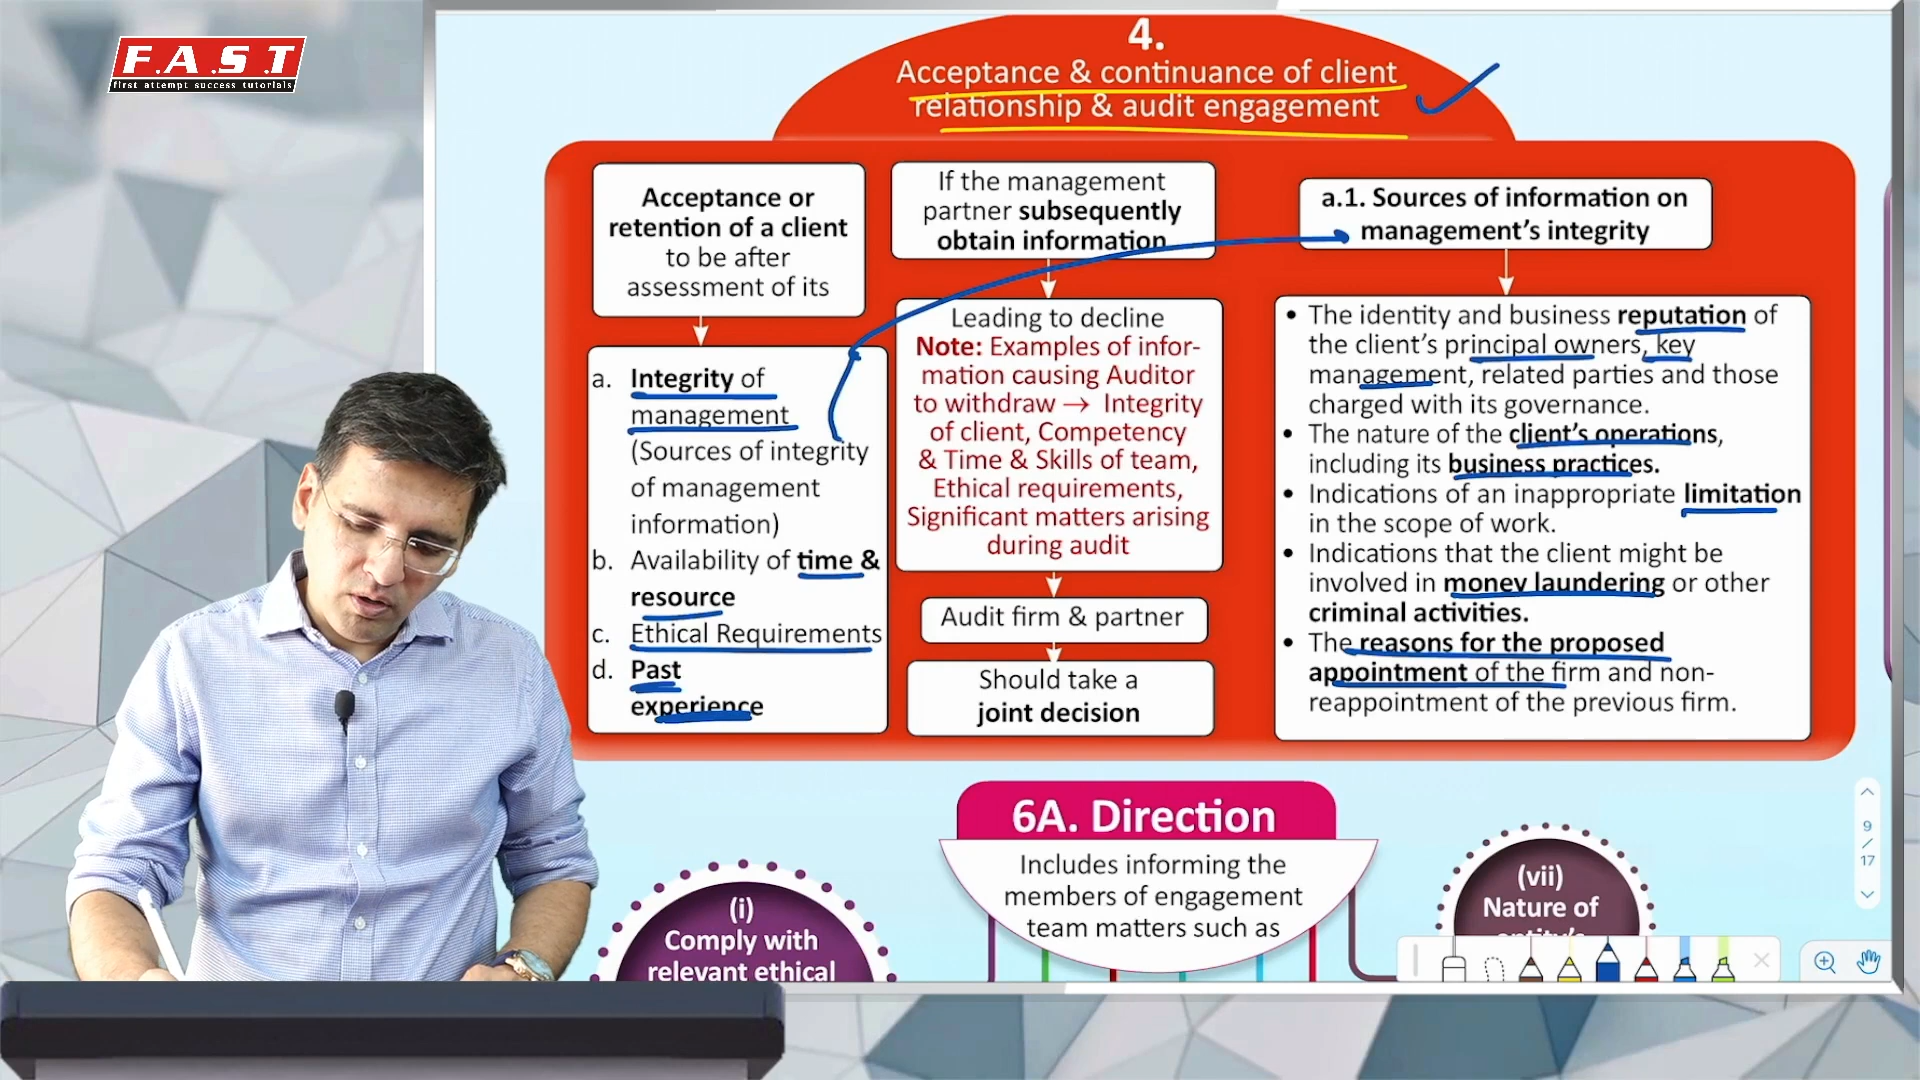 F.A.S.T
first attempt success tutorials
4.
Acceptance & continuance of client
relationship & audit engagement
Acceptance or
retention of a client
to be after
assessment of its
a. Integrity of
management
(Sources of integrity
of management
information)
b. Availability of time &
resource
c. Ethical Requirements
d. Past
experience
If the management
partner subsequently
obtain information
Leading to decline
Note: Examples of infor-
mation causing Auditor
to withdraw → Integrity
of client, Competency
& Time & Skills of team,
Ethical requirements,
Significant matters arising
during audit
Audit firm & partner
Should take a
joint decision
a.1. Sources of information on
management's integrity
• The identity and business reputation of
the client's principal owners, key
management, related parties and those
charged with its governance.
• The nature of the client's operations,
including its business practices.
• Indications of an inappropriate limitation
in the scope of work.
• Indications that the client might be
involved in money laundering or other
criminal activities.
• The reasons for the proposed
appointment of the firm and non-
reappointment of the previous firm.
6A. Direction
Includes informing the
members of engagement
team matters such as
(i)
Comply with
relevant ethical
(vii)
Nature of
entity's
9
/
17